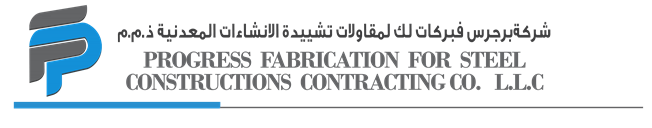 شركة برجرس فبركات لك لمقاولات تشييدة الانشاءات المعدنية ذ.م.م
PROGRESS FABRICATION FOR STEEL
CONSTRUCTIONS CONTRACTING CO. L.L.C